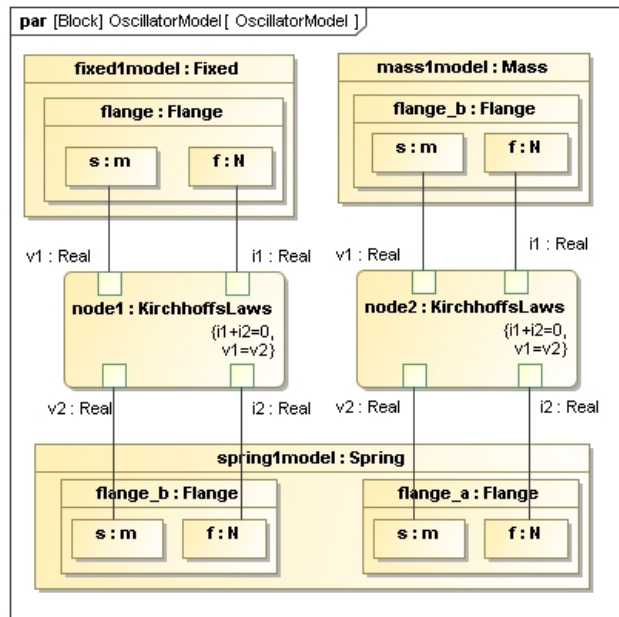 par [Block] OscillatorModel [ OscillatorModel ]
fixed1model : Fixed
flange : Flange
s : m
f : N
mass1model : Mass
flange_b : Flange
s : m
f : N
v1 : Real
i1 : Real
v1 : Real
i1 : Real
node1 : KirchhoffsLaws
{i1+i2=0,
v1=v2}
node2 : KirchhoffsLaws
{i1+i2=0,
v1=v2}
v2 : Real
i2 : Real
v2 : Real
i2 : Real
spring1model : Spring
flange_b : Flange
s : m
f : N
flange_a : Flange
s : m
f : N